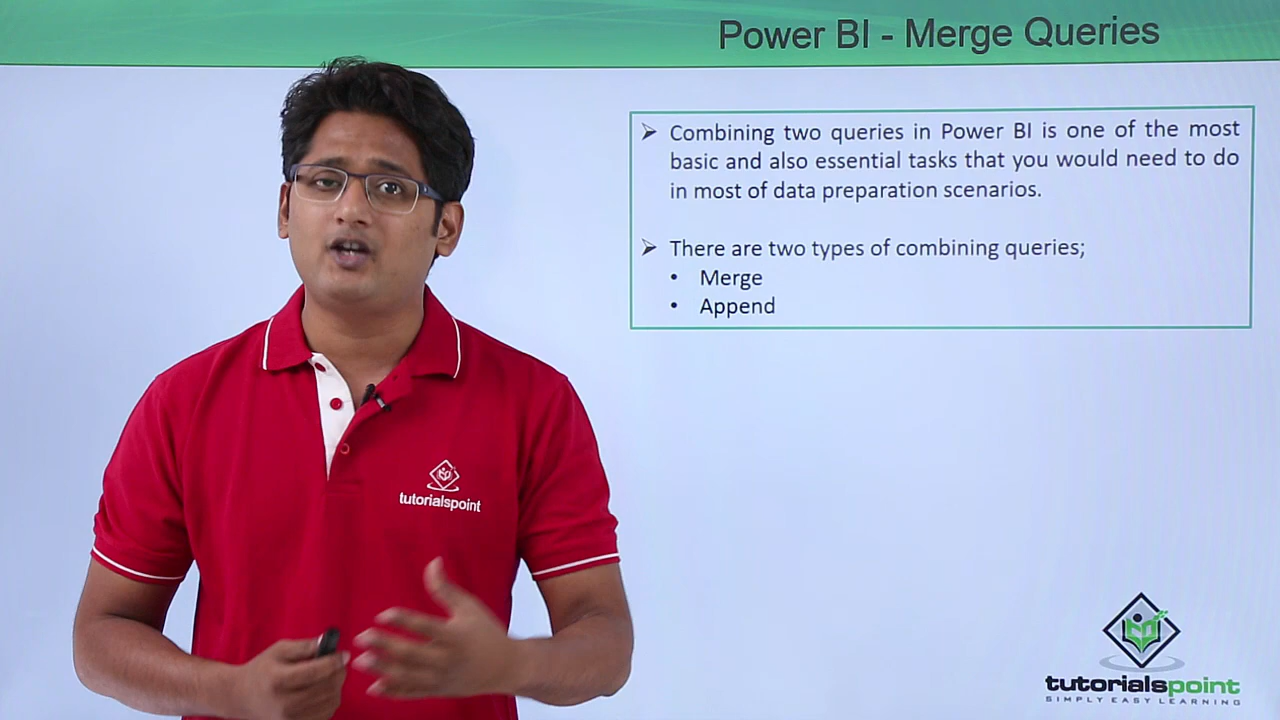 Power BI - Merge Queries
➢ Combining two queries in Power BI is one of the most
basic and also essential tasks that you would need to do
in most of data preparation scenarios.
➢ There are two types of combining queries;
• Merge
• Append
tutorialspoint
tutorialspoint
SIMPLY EASY LEARNING